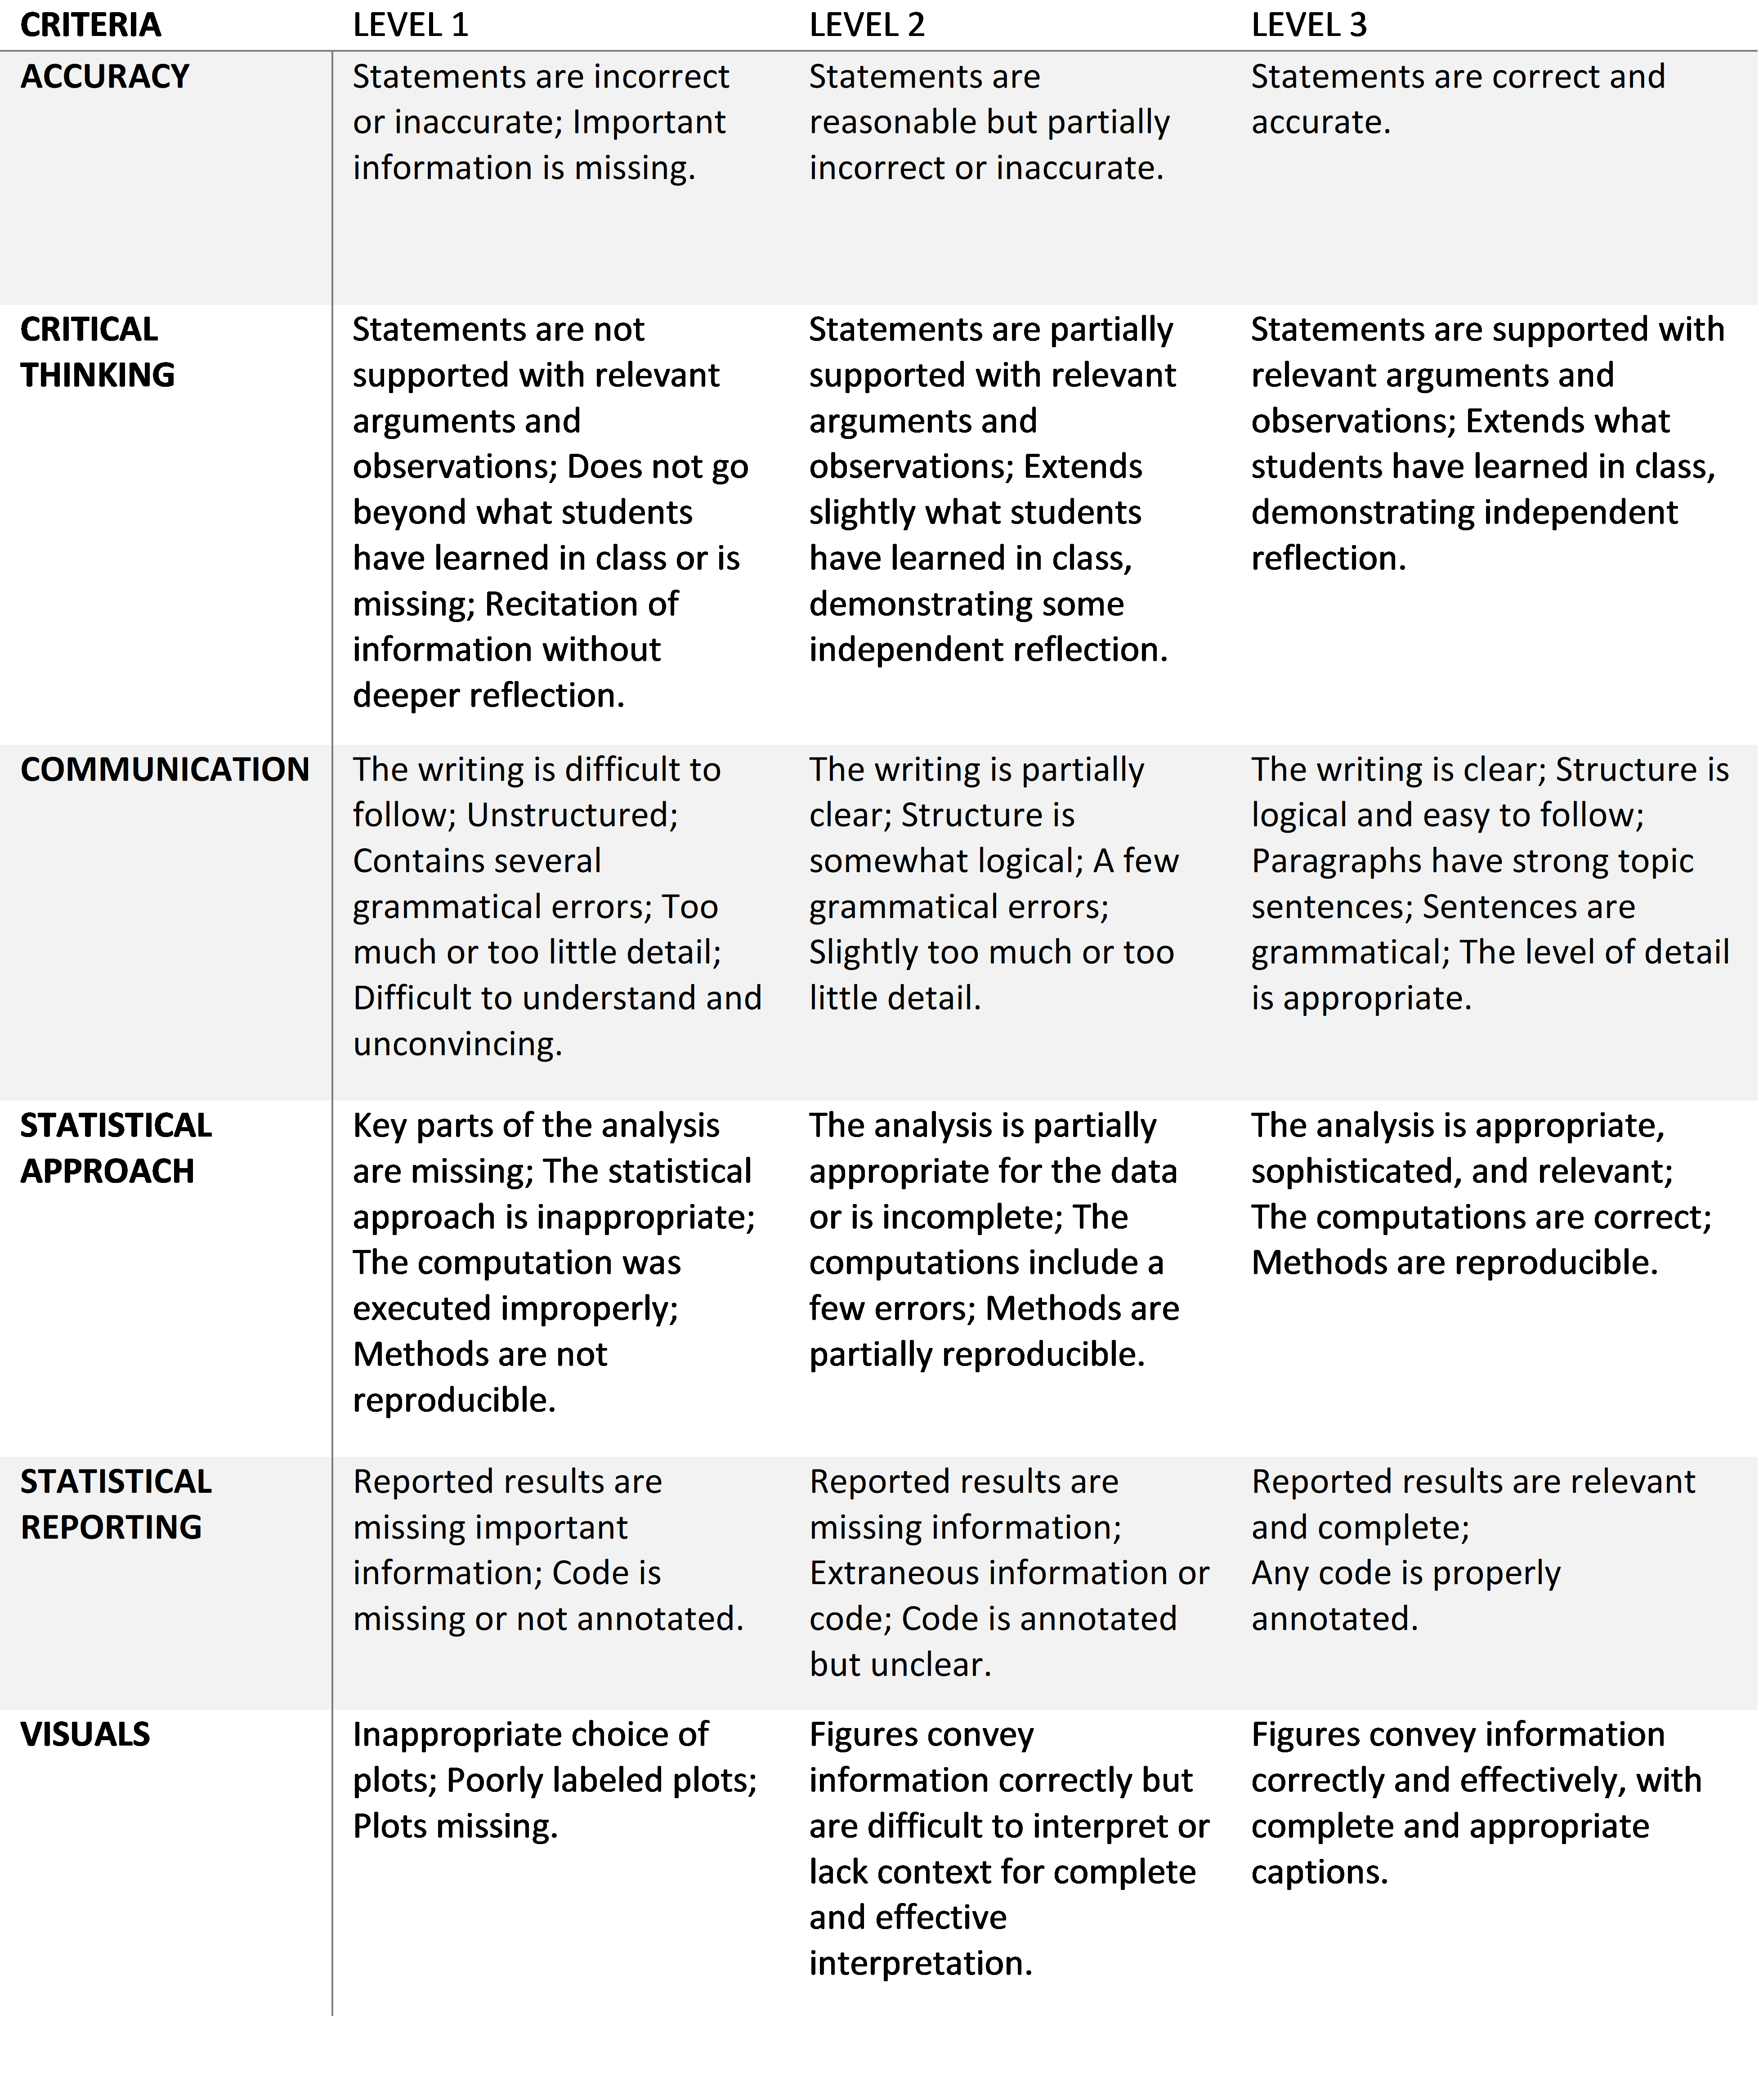 CRITERIA LEVEL 1 LEVEL 2 LEVEL 3
ACCURACY
Statements are incorrect
or inaccurate; Important
information is missing.
Statements are
reasonable but partially
incorrect or inaccurate.
Statements are correct and
accurate.
CRITICAL
THINKING
Statements are not
supported with relevant
arguments and
observations; Does not go
beyond what students
have learned in class or is
missing; Recitation of
information without
deeper reflection.
Statements are partially
supported with relevant
arguments and
observations; Extends
slightly what students
have learned in class,
demonstrating some
independent reflection.
Statements are supported with
relevant arguments and
observations; Extends what
students have learned in class,
demonstrating independent
reflection.
COMMUNICATION
The writing is difficult to
follow; Unstructured;
Contains several
grammatical errors; Too
much or too little detail;
Difficult to understand and
unconvincing.
The writing is partially
clear; Structure is
somewhat logical; A few
grammatical errors;
Slightly too much or too
little detail.
The writing is clear; Structure is
logical and easy to follow;
Paragraphs have strong topic
sentences; Sentences are
grammatical; The level of detail
is appropriate.
STATISTICAL
APPROACH
Key parts of the analysis
are missing; The statistical
approach is inappropriate;
The computation was
executed improperly;
Methods are not
reproducible.
The analysis is partially
appropriate for the data
or is incomplete; The
computations include a
few errors; Methods are
partially reproducible.
The analysis is appropriate,
sophisticated, and relevant;
The computations are correct;
Methods are reproducible.
STATISTICAL
REPORTING
Reported results are
missing important
information; Code is
missing or not annotated.
Reported results are
missing information;
Extraneous information or
code; Code is annotated
but unclear.
Reported results are relevant
and complete;
Any code is properly
annotated.
VISUALS
Inappropriate choice of
plots; Poorly labeled plots;
Plots missing.
Figures convey
information correctly but
are difficult to interpret or
lack context for complete
and effective
interpretation.
Figures convey information
correctly and effectively, with
complete and appropriate
captions.